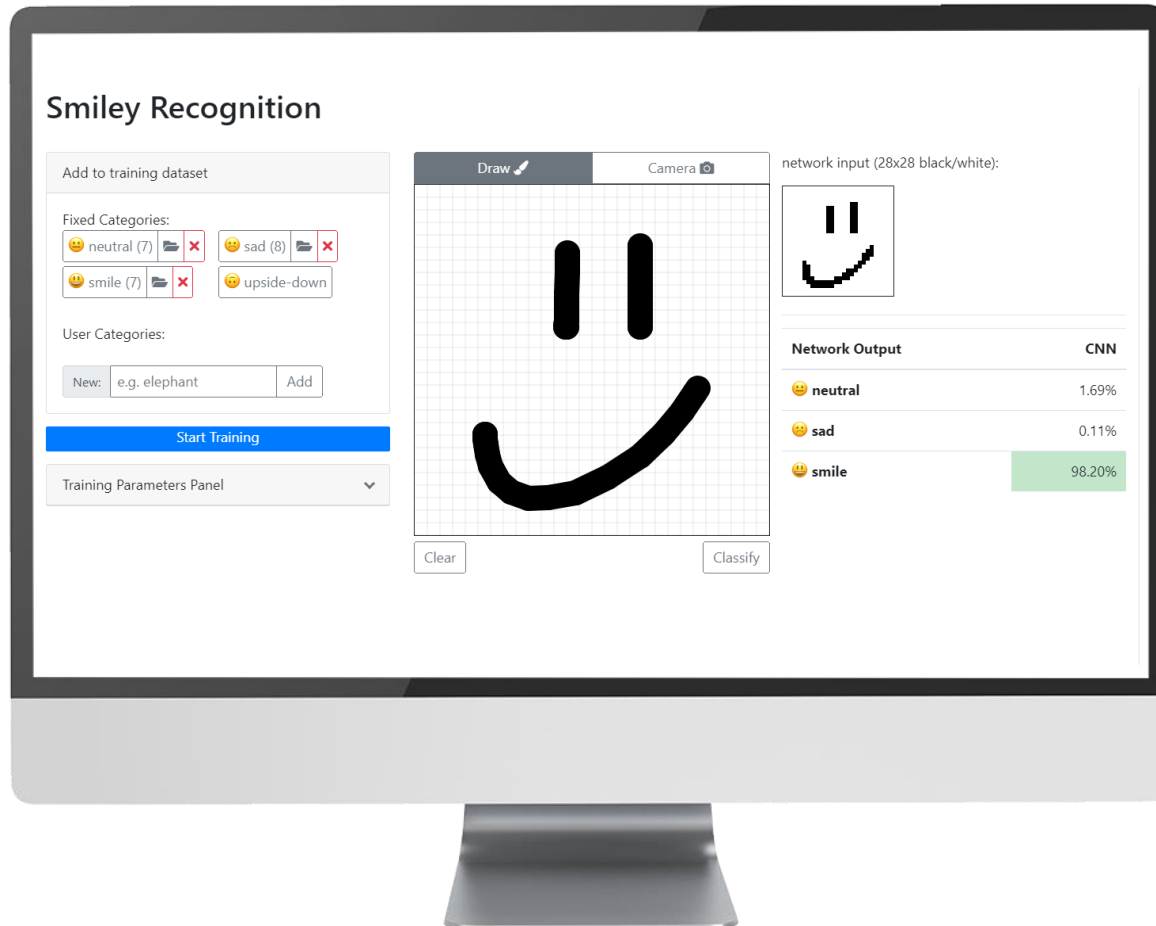 Smiley Recognition
Add to training dataset
Fixed Categories:
neutral (7)
sad (8)
smile (7)
upside-down
User Categories:
New: e.g. elephant Add
Start Training
Training Parameters Panel
Draw Camera
Clear Classify
network input (28x28 black/white):
Network Output CNN
neutral 1.69%
sad 0.11%
smile 98.20%